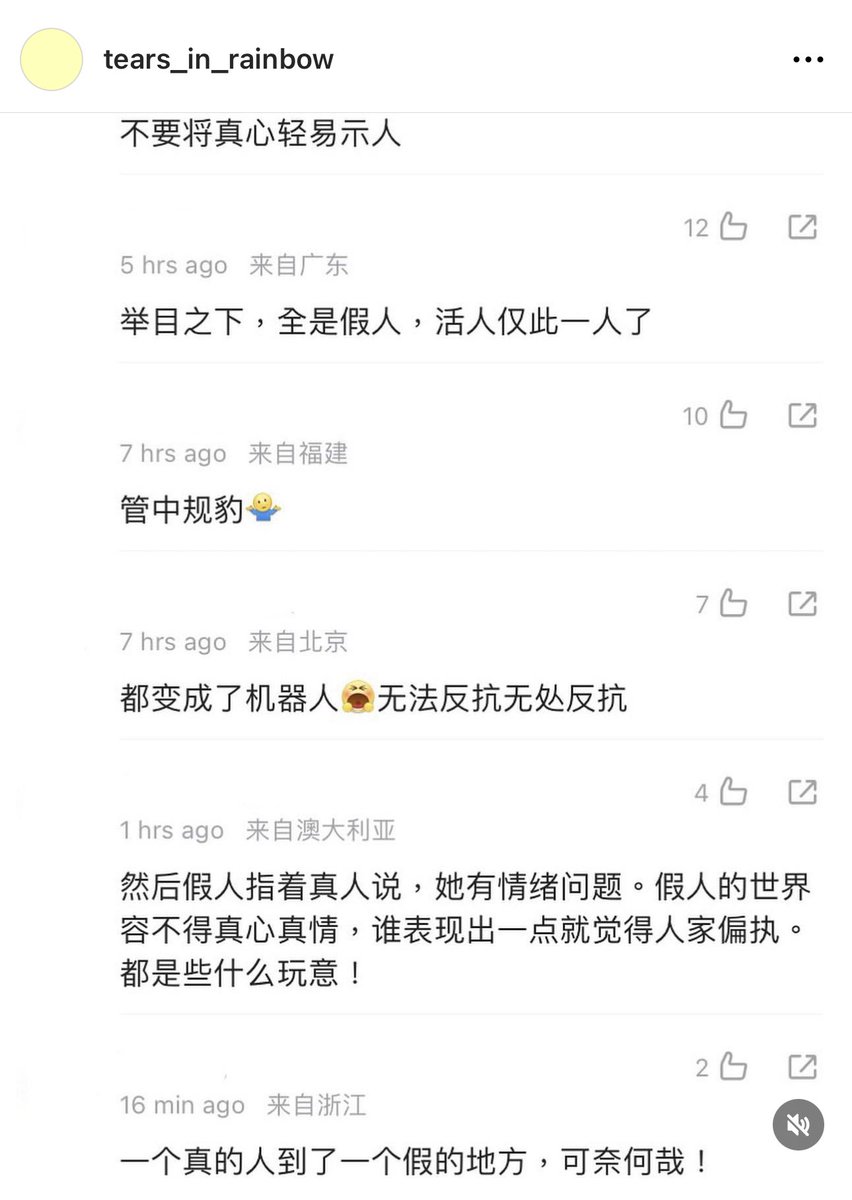 tears_in_rainbow
不要将真心轻易示人
12
5 hrs ago 来自广东
举目之下，全是假人，活人仅此一人了
10
7 hrs ago 来自福建
管中规豹🤷
7
7 hrs ago 来自北京
都变成了机器人😫无法反抗无处反抗
4
1 hrs ago 来自澳大利亚
然后假人指着真人说，她有情绪问题。假人的世界
容不得真心真情，谁表现出一点就觉得人家偏执。
都是些什么玩意！
2
16 min ago 来自浙江
一个真的人到了一个假的地方，可奈何哉！